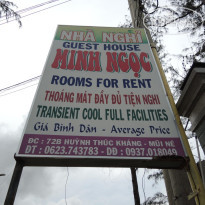 NHÀ NGHỈ
GUEST HOUSE
MINH NGỌC
ROOMS FOR RENT
THOÁNG MÁT ĐẦY ĐỦ TIỆN NGHI
TRANSIENT COOL FULL FACILITIES
Giá Bình Dân - Average Price
ĐC : 72B HUỲNH THÚC KHÁNG - MŨI NÉ
ĐT : 0623.743783 - DĐ : 0937.018049